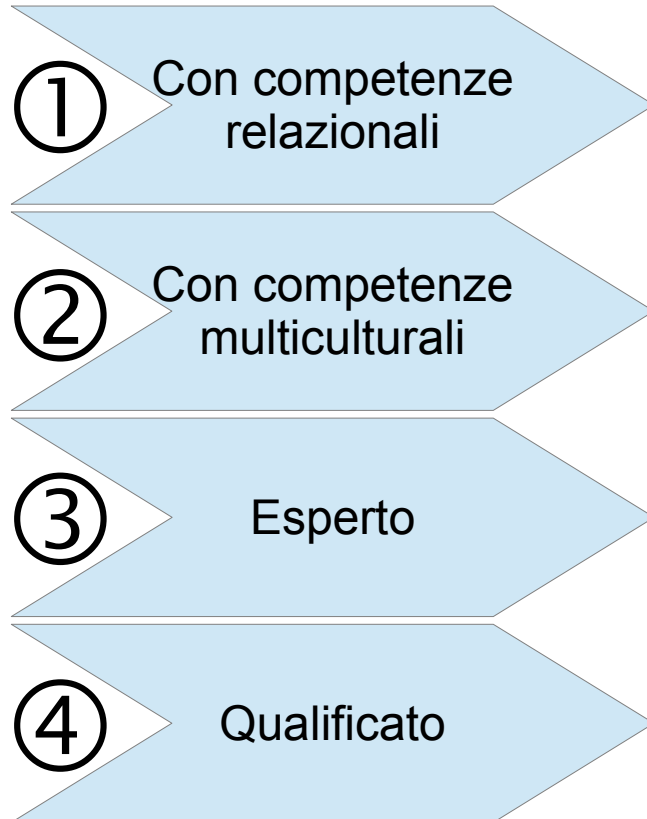 ① Con competenze
relazionali
② Con competenze
multiculturali
③ Esperto
④ Qualificato